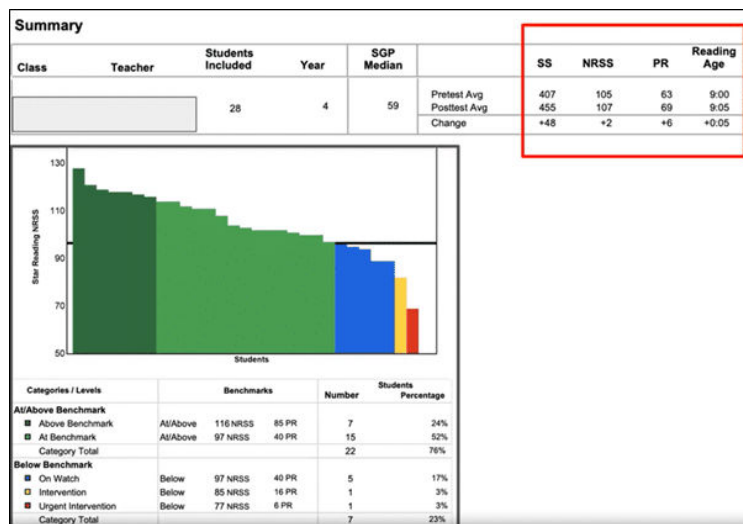 Summary
Class Teacher Students Included Year SGP Median SS NRSS PR Reading Age
28 4 59
Pretest Avg 407 105 63 9:00
Posttest Avg 455 107 69 9:05
Change +48 +2 +6 +0:05
130
110
90
70
50
Star Reading NRSS
Students
Categories / Levels Benchmarks Number Students Percentage
At/Above Benchmark
Above Benchmark At/Above 116 NRSS 85 PR 7 24%
At Benchmark At/Above 97 NRSS 40 PR 15 52%
Category Total 22 76%
Below Benchmark
On Watch Below 97 NRSS 40 PR 5 17%
Intervention Below 85 NRSS 16 PR 1 3%
Urgent Intervention Below 77 NRSS 6 PR 1 3%
Category Total 7 23%